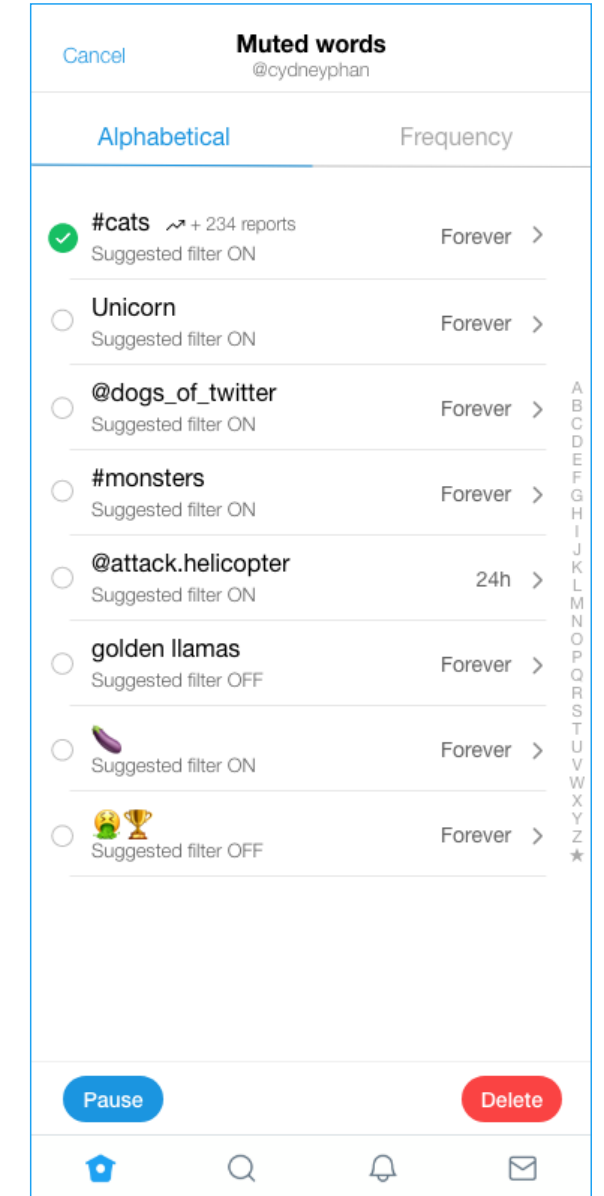 Cancel
Muted words
@cydneyphan
Alphabetical
Frequency
#cats + 234 reports
Suggested filter ON
Forever
Unicorn
Suggested filter ON
Forever
@dogs_of_twitter
Suggested filter ON
Forever
#monsters
Suggested filter ON
Forever
@attack.helicopter
Suggested filter ON
24h
golden llamas
Suggested filter OFF
Forever
🍆
Suggested filter ON
Forever
🤮🏆
Suggested filter OFF
Forever
A
B
C
D
E
F
G
H
I
J
K
L
M
N
O
P
Q
R
S
T
U
V
W
X
Y
Z
★
Pause
Delete